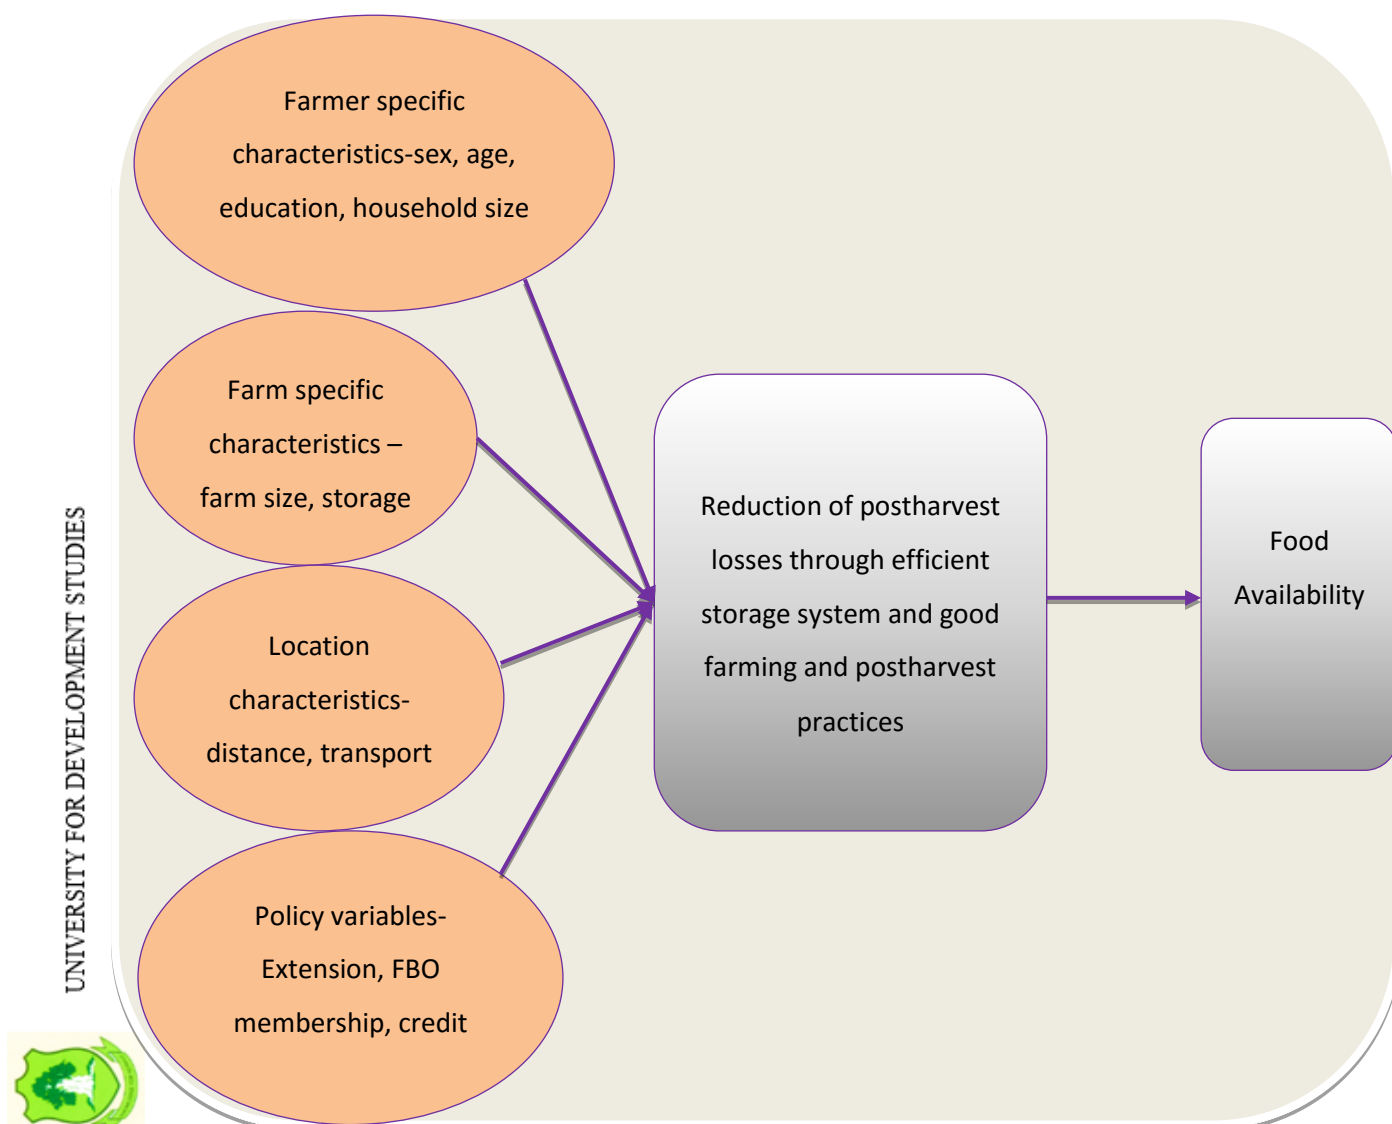 Farmer specific
characteristics-sex, age,
education, household size
Farm specific
characteristics –
farm size, storage
Location
characteristics-
distance, transport
Policy variables-
Extension, FBO
membership, credit
Reduction of postharvest
losses through efficient
storage system and good
farming and postharvest
practices
Food
Availability
UNIVERSITY FOR DEVELOPMENT STUDIES